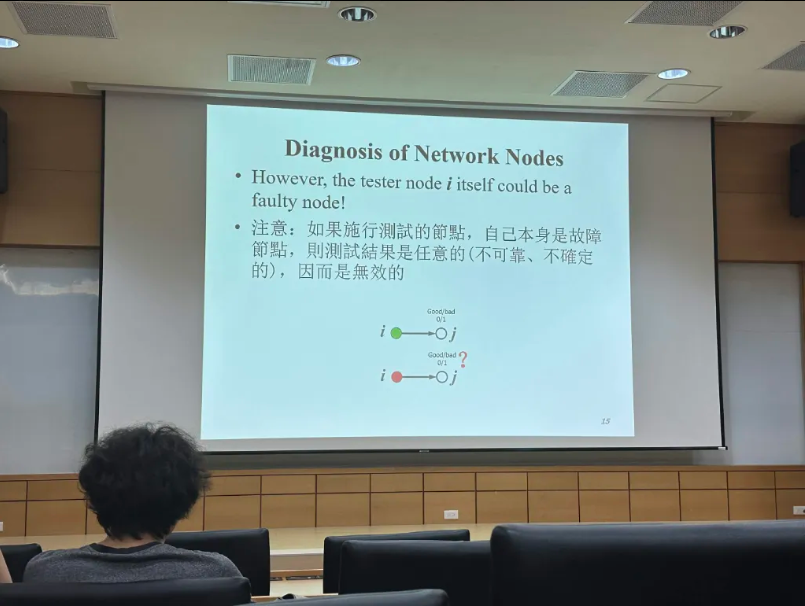 Diagnosis of Network Nodes
• However, the tester node i itself could be a
faulty node!
• 注意：如果施行測試的節點，自己本身是故障
節點，則測試結果是任意的(不可靠、不確定
的)，因而是無效的
Good/bad
0/1
i j
Good/bad ?
0/1
i j
15